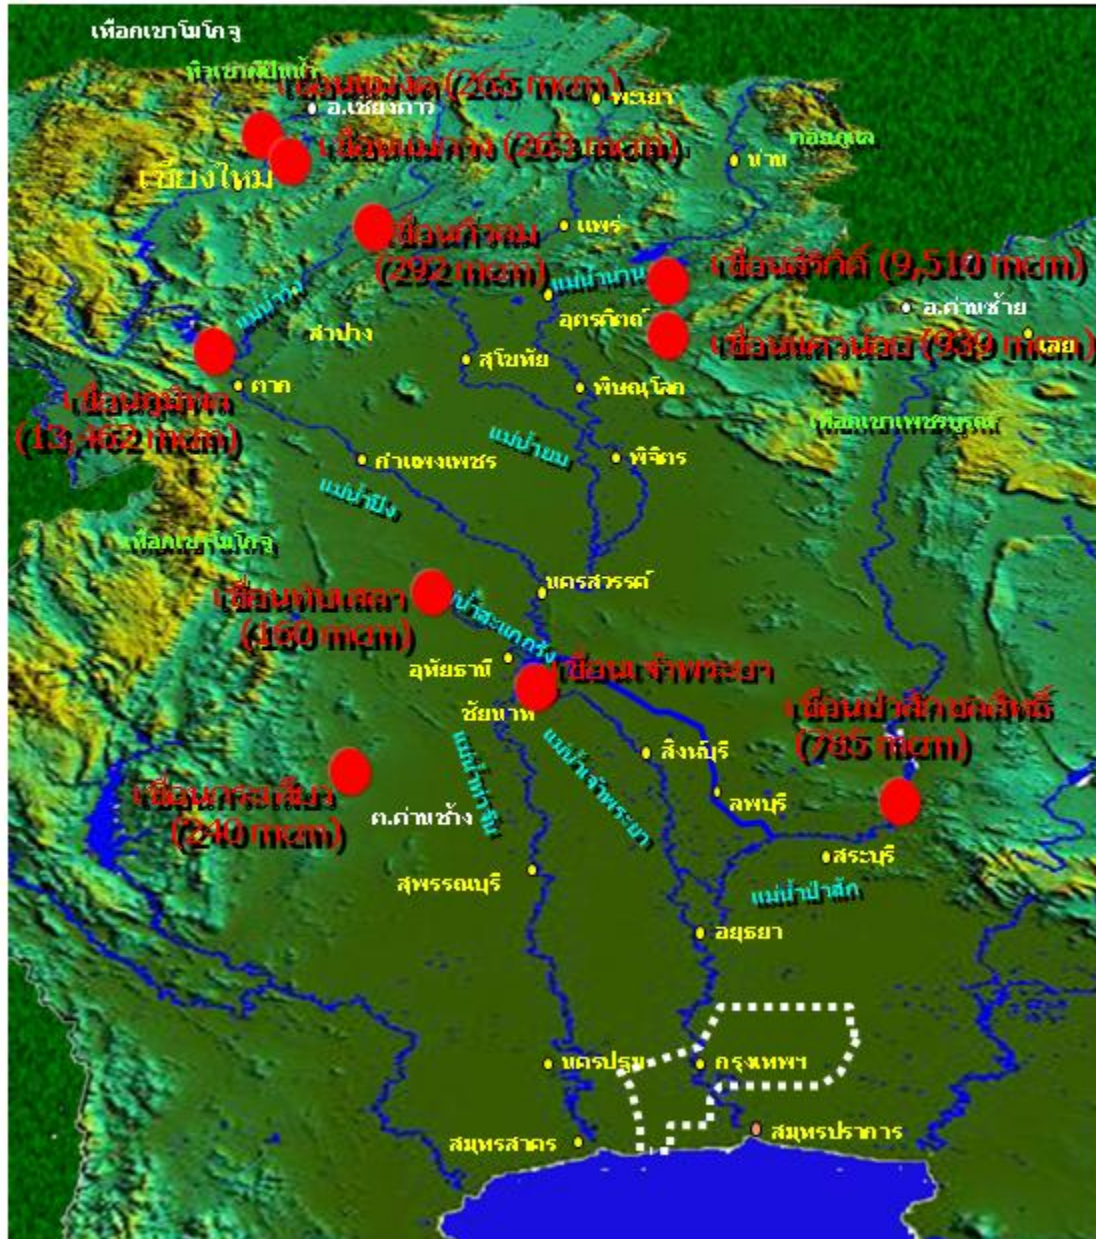 เทือกเขาโมโกจู
ทิวเขาผีปันน้ำ
เขื่อนแม่งัด (265 mcm)
อ.เชียงดาว
พะเยา
เขื่อนแม่กวง (263 mcm)
ดอยภูแล
น่าน
เชียงใหม่
เขื่อนกิ่วลม
(292 mcm)
แพร่
แม่น้ำน่าน
เขื่อนสิริกิติ์ (9,510 mcm)
แม่น้ำวัง
ลำปาง
อุตรดิตถ์
อ.ด่านซ้าย
เขื่อนแควน้อย (939 mcm)
เลย
สุโขทัย
ตาก
พิษณุโลก
เขื่อนภูมิพล
(13,462 mcm)
เทือกเขาเพชรบูรณ์
แม่น้ำยม
พิจิตร
กำแพงเพชร
แม่น้ำปิง
เทือกเขาโมโกจู
นครสวรรค์
เขื่อนทับเสลา
(160 mcm)
น้ำสะแกกรัง
อุทัยธานี
เขื่อนเจ้าพระยา
ชัยนาท
เขื่อนป่าสักชลสิทธิ์
(785 mcm)
แม่น้ำท่าจีน
แม่น้ำเจ้าพระยา
สิงห์บุรี
เขื่อนกระเสียว
(240 mcm)
ต.ด่านช้าง
ลพบุรี
สระบุรี
สุพรรณบุรี
แม่น้ำป่าสัก
อยุธยา
นครปฐม
กรุงเทพฯ
สมุทรสาคร
สมุทรปราการ